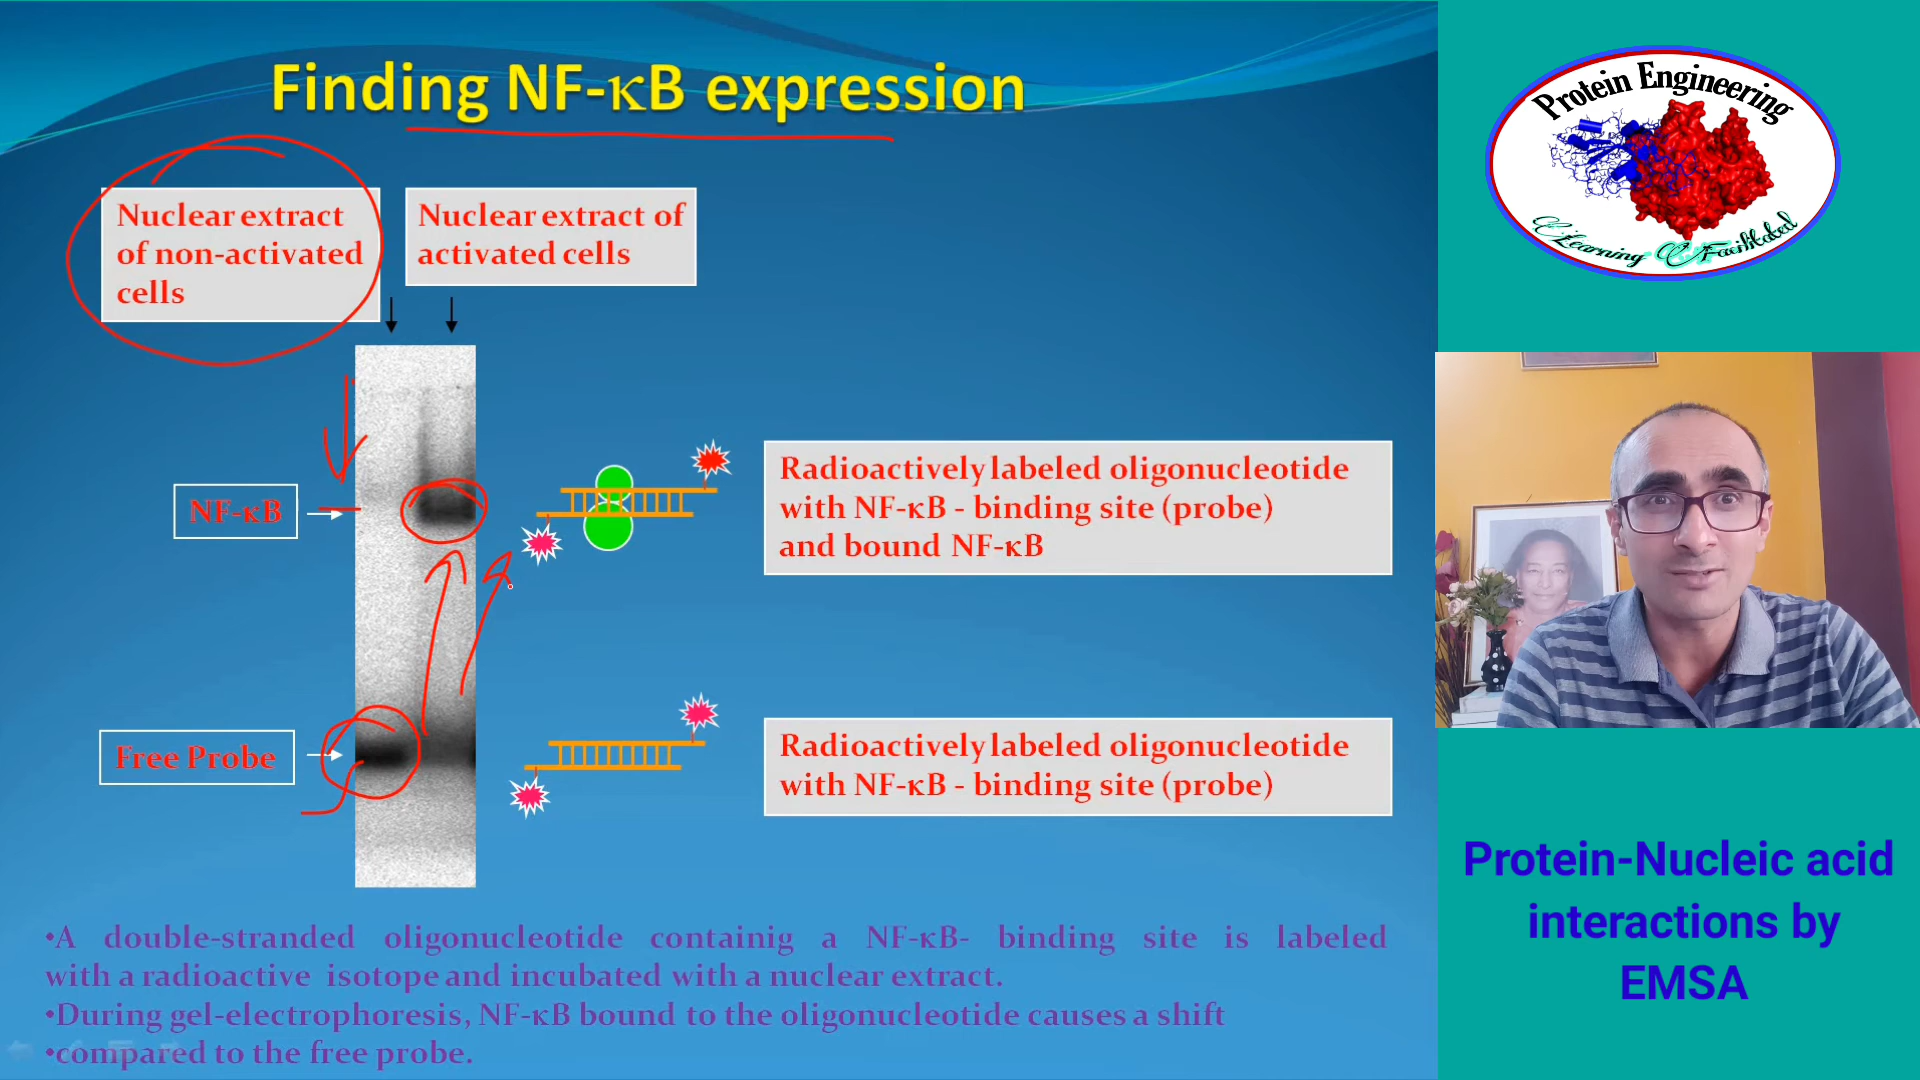 Finding NF-κB expression
Nuclear extract
of non-activated
cells
Nuclear extract of
activated cells
NF-κB
Radioactively labeled oligonucleotide
with NF-κB - binding site (probe)
and bound NF-κB
Free Probe
Radioactively labeled oligonucleotide
with NF-κB - binding site (probe)
•A double-stranded oligonucleotide containig a NF-κB- binding site is labeled
with a radioactive isotope and incubated with a nuclear extract.
•During gel-electrophoresis, NF-κB bound to the oligonucleotide causes a shift
•compared to the free probe.
Protein Engineering
Learning Facilitated
Protein-Nucleic acid
interactions by
EMSA